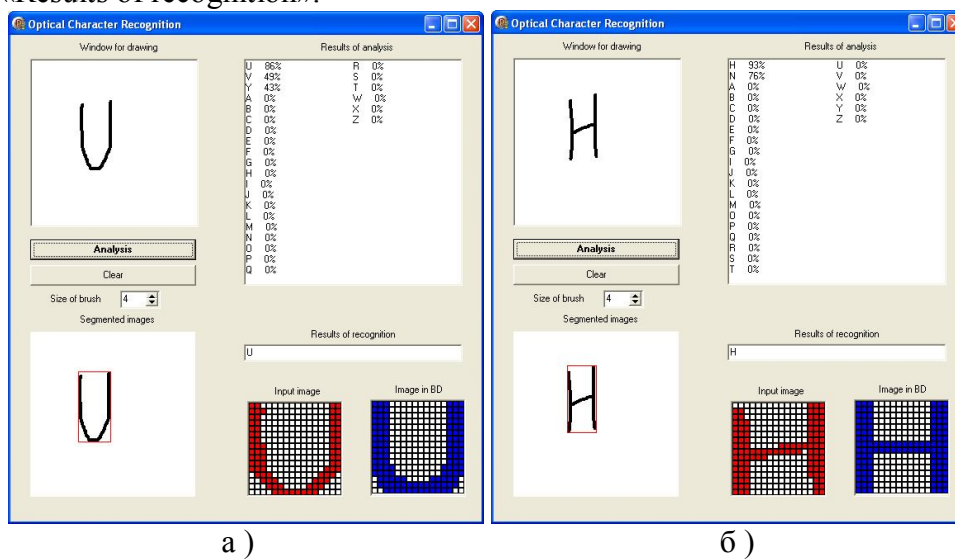 «Results of recognition».
Optical Character Recognition
Window for drawing
Results of analysis
U 86%
V 49%
Y 43%
A 0%
B 0%
C 0%
D 0%
E 0%
F 0%
G 0%
H 0%
I 0%
J 0%
K 0%
L 0%
M 0%
N 0%
O 0%
P 0%
Q 0%
R 0%
S 0%
T 0%
W 0%
X 0%
Z 0%
Analysis
Clear
Size of brush 4
Segmented images
Results of recognition
U
Input image
Image in BD
а )
Optical Character Recognition
Window for drawing
Results of analysis
H 93%
N 76%
A 0%
B 0%
C 0%
D 0%
E 0%
F 0%
G 0%
I 0%
J 0%
K 0%
L 0%
M 0%
O 0%
P 0%
Q 0%
R 0%
S 0%
T 0%
U 0%
V 0%
W 0%
X 0%
Y 0%
Z 0%
H
Analysis
Clear
Size of brush 4
Segmented images
Results of recognition
H
Input image
Image in BD
б )